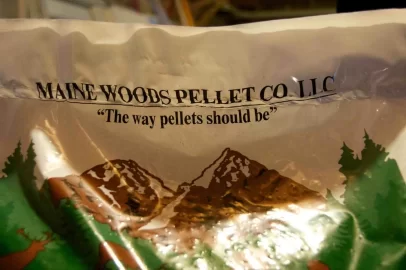 MAINE WOODS PELLET CO. LLC
"The way pellets should be"